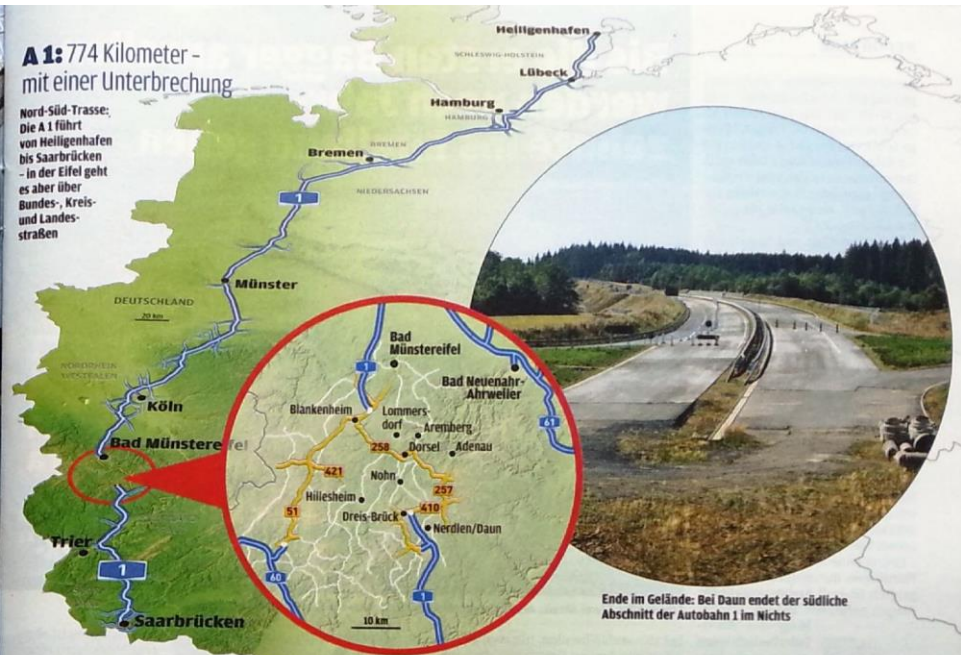 A 1: 774 Kilometer –
mit einer Unterbrechung
Nord-Süd-Trasse:
Die A 1 führt
von Heiligenhafen
bis Saarbrücken
– in der Eifel geht
es aber über
Bundes-, Kreis-
und Landes-
straßen
Heiligenhafen
SCHLESWIG-HOLSTEIN
Lübeck
Hamburg
HAMBURG
Bremen
BREMEN
NIEDERSACHSEN
1
Münster
DEUTSCHLAND
20 km
NORDRHEIN
WESTFALEN
Köln
Bad Münstereifel
Trier
1
Saarbrücken
Bad
Münstereifel
1
Bad Neuenahr-
Ahrweiler
61
Blankenheim
Lommers-
dorf
Aremberg
258
Dorsel
Adenau
421
Nohn
257
Hillesheim
51
410
Dreis-Brück
Nerdlen/Daun
60
1
10 km
Ende im Gelände: Bei Daun endet der südliche
Abschnitt der Autobahn 1 im Nichts